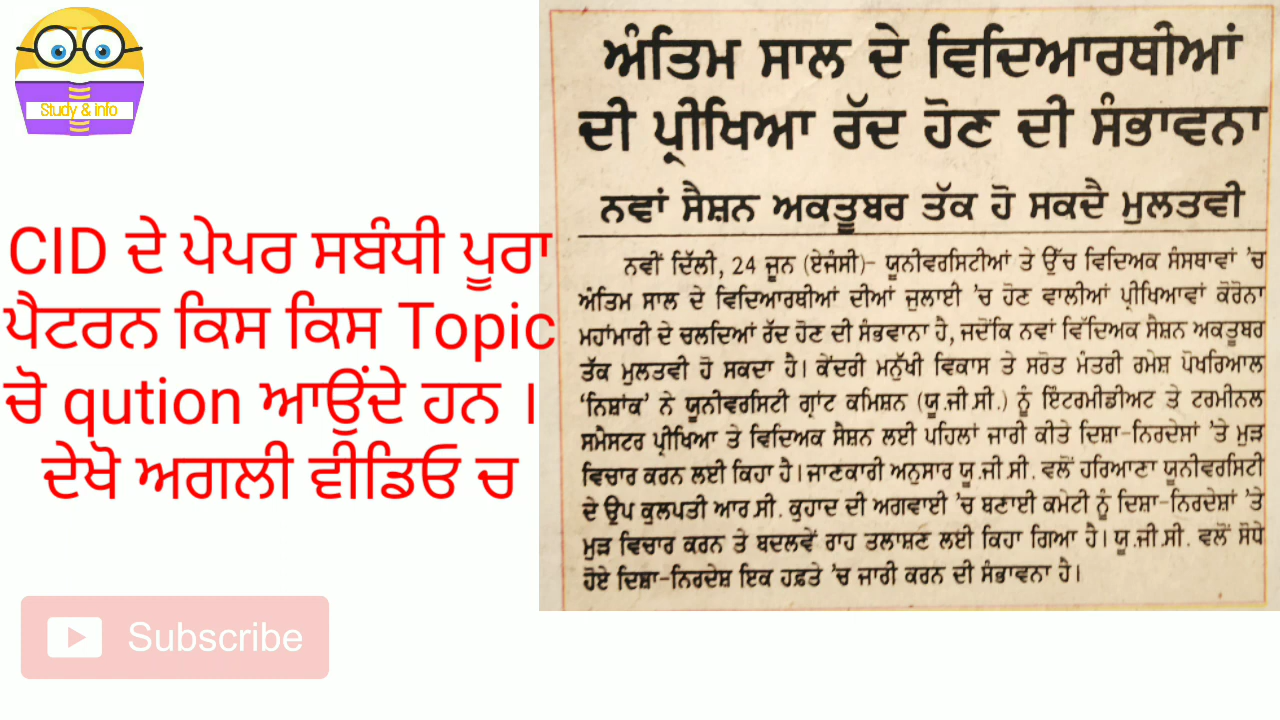 Study & info
CID ਦੇ ਪੇਪਰ ਸਬੰਧੀ ਪੂਰਾ
ਪੈਟਰਨ ਕਿਸ ਕਿਸ Topic
ਚੋ qution ਆਉਂਦੇ ਹਨ ।
ਦੇਖੋ ਅਗਲੀ ਵੀਡਿਓ ਚ
Subscribe
ਅੰਤਿਮ ਸਾਲ ਦੇ ਵਿਦਿਆਰਥੀਆਂ
ਦੀ ਪ੍ਰੀਖਿਆ ਰੱਦ ਹੋਣ ਦੀ ਸੰਭਾਵਨਾ
ਨਵਾਂ ਸੈਸ਼ਨ ਅਕਤੂਬਰ ਤੱਕ ਹੋ ਸਕਦੈ ਮੁਲਤਵੀ
ਨਵੀਂ ਦਿੱਲੀ, 24 ਜੂਨ (ਏਜੰਸੀ)- ਯੂਨੀਵਰਸਿਟੀਆਂ ਤੇ ਉੱਚ ਵਿਦਿਅਕ ਸੰਸਥਾਵਾਂ ’ਚ
ਅੰਤਿਮ ਸਾਲ ਦੇ ਵਿਦਿਆਰਥੀਆਂ ਦੀਆਂ ਜੁਲਾਈ ’ਚ ਹੋਣ ਵਾਲੀਆਂ ਪ੍ਰੀਖਿਆਵਾਂ ਕੋਰੋਨਾ
ਮਹਾਂਮਾਰੀ ਦੇ ਚਲਦਿਆਂ ਰੱਦ ਹੋਣ ਦੀ ਸੰਭਵਾਨਾ ਹੈ, ਜਦੋਂਕਿ ਨਵਾਂ ਵਿੱਦਿਅਕ ਸੈਸ਼ਨ ਅਕਤੂਬਰ
ਤੱਕ ਮੁਲਤਵੀ ਹੋ ਸਕਦਾ ਹੈ। ਕੇਂਦਰੀ ਮਨੁੱਖੀ ਵਿਕਾਸ ਤੇ ਸਰੋਤ ਮੰਤਰੀ ਰਮੇਸ਼ ਪੋਖਰਿਆਲ
‘ਨਿਸ਼ਾਂਕ’ ਨੇ ਯੂਨੀਵਰਸਿਟੀ ਗ੍ਰਾਂਟ ਕਮਿਸ਼ਨ (ਯੂ.ਜੀ.ਸੀ.) ਨੂੰ ਇੰਟਰਮੀਡੀਅਟ ਤੇ ਟਰਮੀਨਲ
ਸਮੈਸਟਰ ਪ੍ਰੀਖਿਆ ਤੇ ਵਿਦਿਅਕ ਸੈਸ਼ਨ ਲਈ ਪਹਿਲਾਂ ਜਾਰੀ ਕੀਤੇ ਦਿਸ਼ਾ-ਨਿਰਦੇਸ਼ਾਂ ’ਤੇ ਮੁੜ
ਵਿਚਾਰ ਕਰਨ ਲਈ ਕਿਹਾ ਹੈ। ਜਾਣਕਾਰੀ ਅਨੁਸਾਰ ਯੂ.ਜੀ.ਸੀ. ਵਲੋਂ ਹਰਿਆਣਾ ਯੂਨੀਵਰਸਿਟੀ
ਦੇ ਉਪ ਕੁਲਪਤੀ ਆਰ.ਸੀ. ਕੁਹਾਦ ਦੀ ਅਗਵਾਈ ’ਚ ਬਣਾਈ ਕਮੇਟੀ ਨੂੰ ਦਿਸ਼ਾ-ਨਿਰਦੇਸ਼ਾਂ ’ਤੇ
ਮੁੜ ਵਿਚਾਰ ਕਰਨ ਤੇ ਬਦਲਵੇਂ ਰਾਹ ਤਲਾਸ਼ਣ ਲਈ ਕਿਹਾ ਗਿਆ ਹੈ। ਯੂ.ਜੀ.ਸੀ. ਵਲੋਂ ਸੋਧੇ
ਹੋਏ ਦਿਸ਼ਾ-ਨਿਰਦੇਸ਼ ਇਕ ਹਫ਼ਤੇ ’ਚ ਜਾਰੀ ਕਰਨ ਦੀ ਸੰਭਾਵਨਾ ਹੈ।